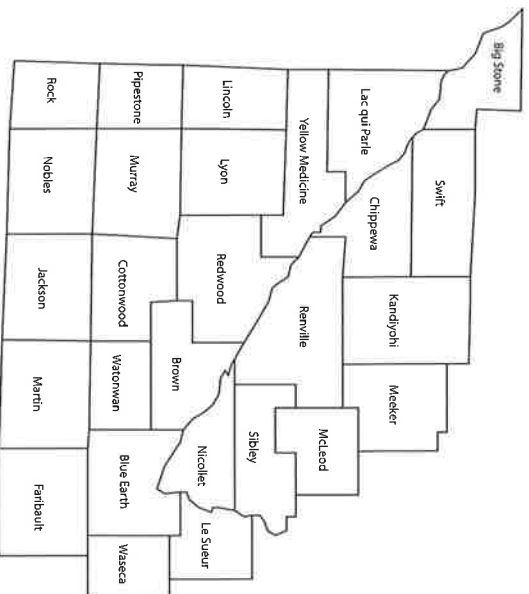 Big Stone
Swift
Lac qui Parle
Chippewa
Kandiyohi
Meeker
Yellow Medicine
Renville
McLeod
Sibley
Lincoln
Lyon
Redwood
Brown
Nicollet
Le Sueur
Pipestone
Murray
Cottonwood
Watonwan
Blue Earth
Waseca
Rock
Nobles
Jackson
Martin
Faribault